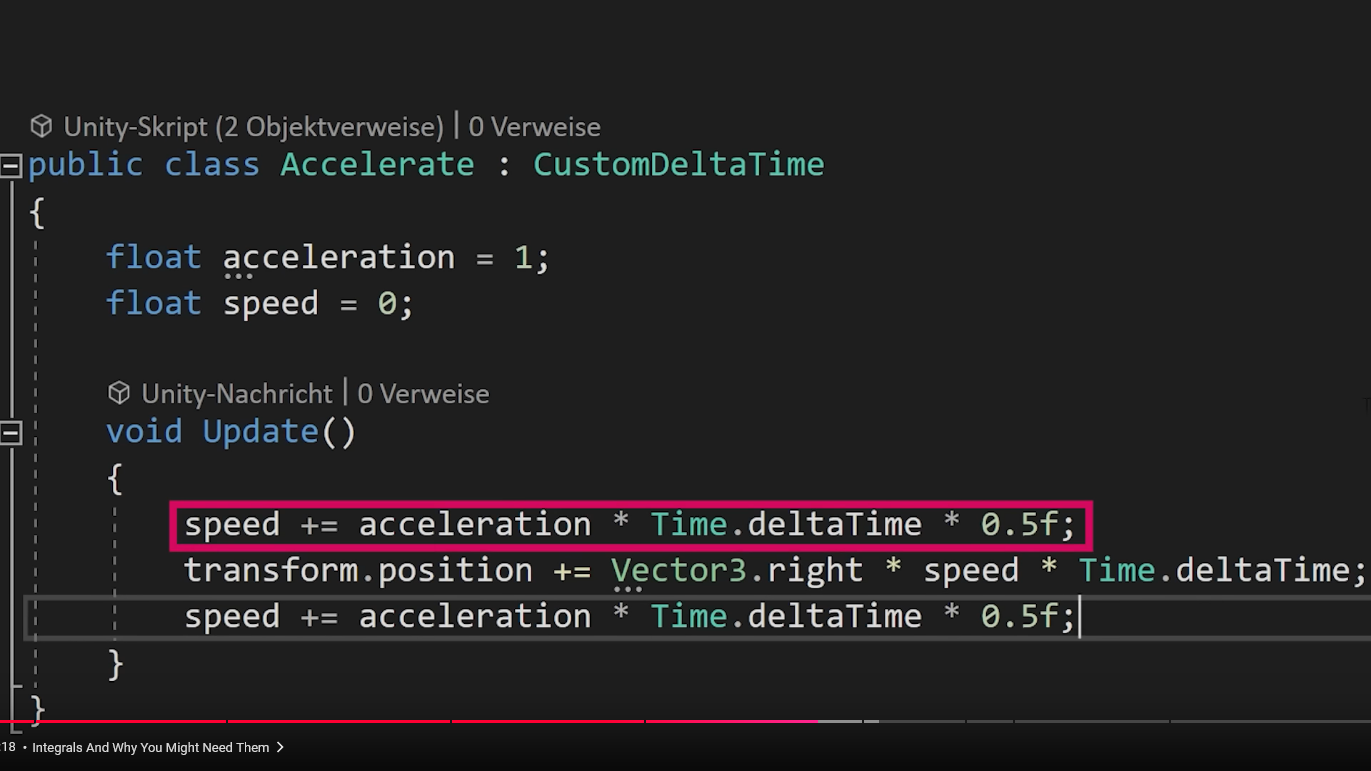 Unity-Skript (2 Objektverweise) | 0 Verweise
public class Accelerate : CustomDeltaTime
{
float acceleration = 1;
float speed = 0;
Unity-Nachricht | 0 Verweise
void Update()
{
speed += acceleration * Time.deltaTime * 0.5f;
transform.position += Vector3.right * speed * Time.deltaTime;
speed += acceleration * Time.deltaTime * 0.5f;
}
}
:18 • Integrals And Why You Might Need Them >